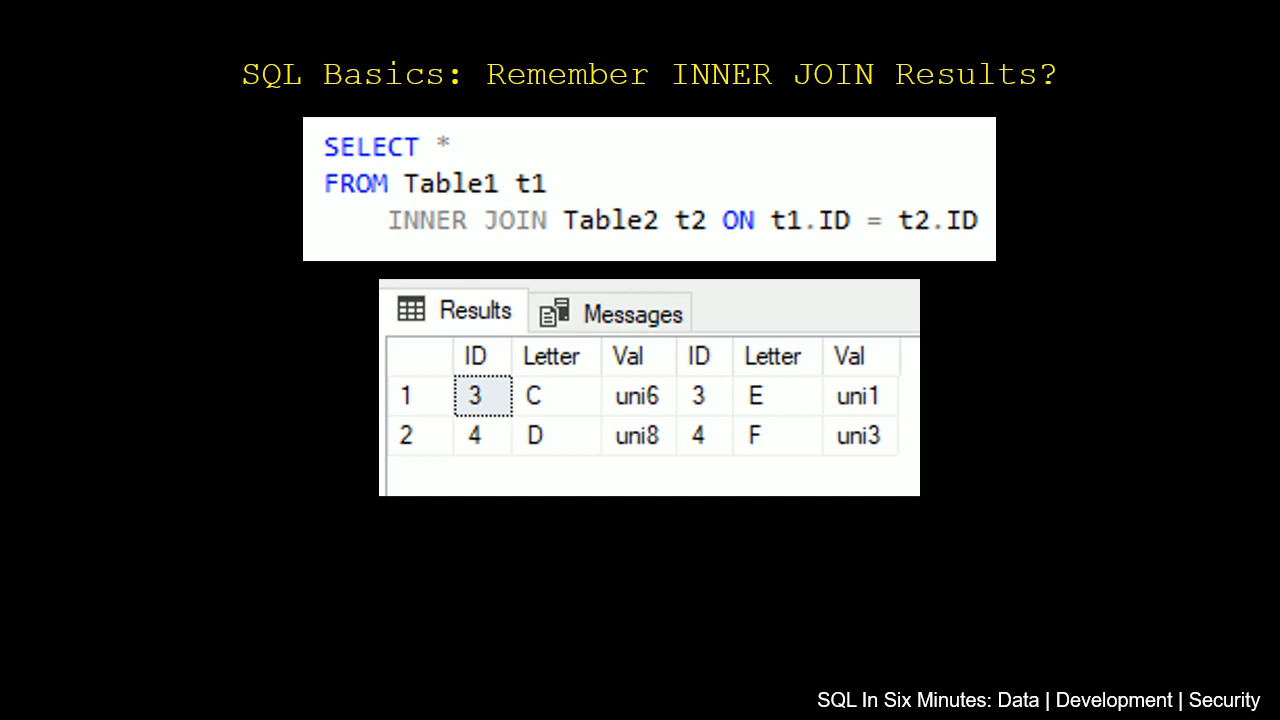 SQL Basics: Remember INNER JOIN Results?
SELECT *
FROM Table1 t1
INNER JOIN Table2 t2 ON t1.ID = t2.ID
Results Messages
ID Letter Val ID Letter Val
1 3 C uni6 3 E uni1
2 4 D uni8 4 F uni3
SQL In Six Minutes: Data | Development | Security